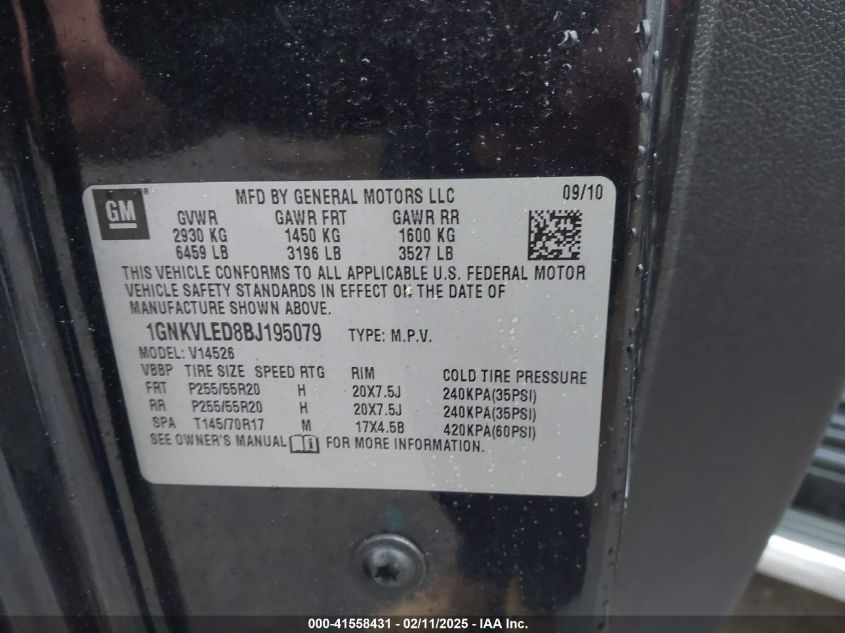 GM
MFD BY GENERAL MOTORS LLC 09/10
GVWR GAWR FRT GAWR RR
2930 KG 1450 KG 1600 KG
6459 LB 3196 LB 3527 LB
THIS VEHICLE CONFORMS TO ALL APPLICABLE U.S. FEDERAL MOTOR
VEHICLE SAFETY STANDARDS IN EFFECT ON THE DATE OF
MANUFACTURE SHOWN ABOVE.
1GNKVLED8BJ195079 TYPE: M.P.V.
MODEL: V14526
VBBP TIRE SIZE SPEED RTG RIM COLD TIRE PRESSURE
FRT P255/55R20 H 20X7.5J 240KPA(35PSI)
RR P255/55R20 H 20X7.5J 240KPA(35PSI)
SPA T145/70R17 M 17X4.5B 420KPA(60PSI)
SEE OWNER'S MANUAL FOR MORE INFORMATION.
000-41558431 - 02/11/2025 - IAAI.com